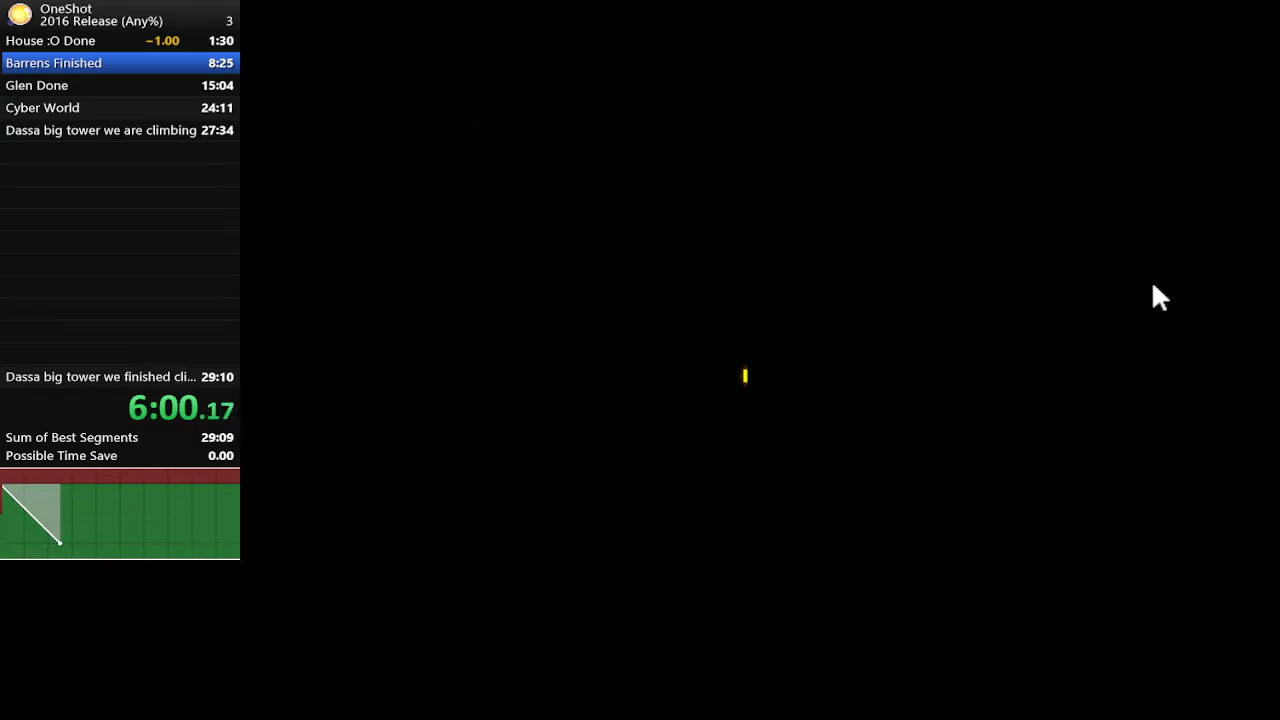 OneShot
2016 Release (Any%) 3
House :O Done −1.00 1:30
Barrens Finished 8:25
Glen Done 15:04
Cyber World 24:11
Dassa big tower we are climbing 27:34
Dassa big tower we finished cli... 29:10
6:00.17
Sum of Best Segments 29:09
Possible Time Save 0.00